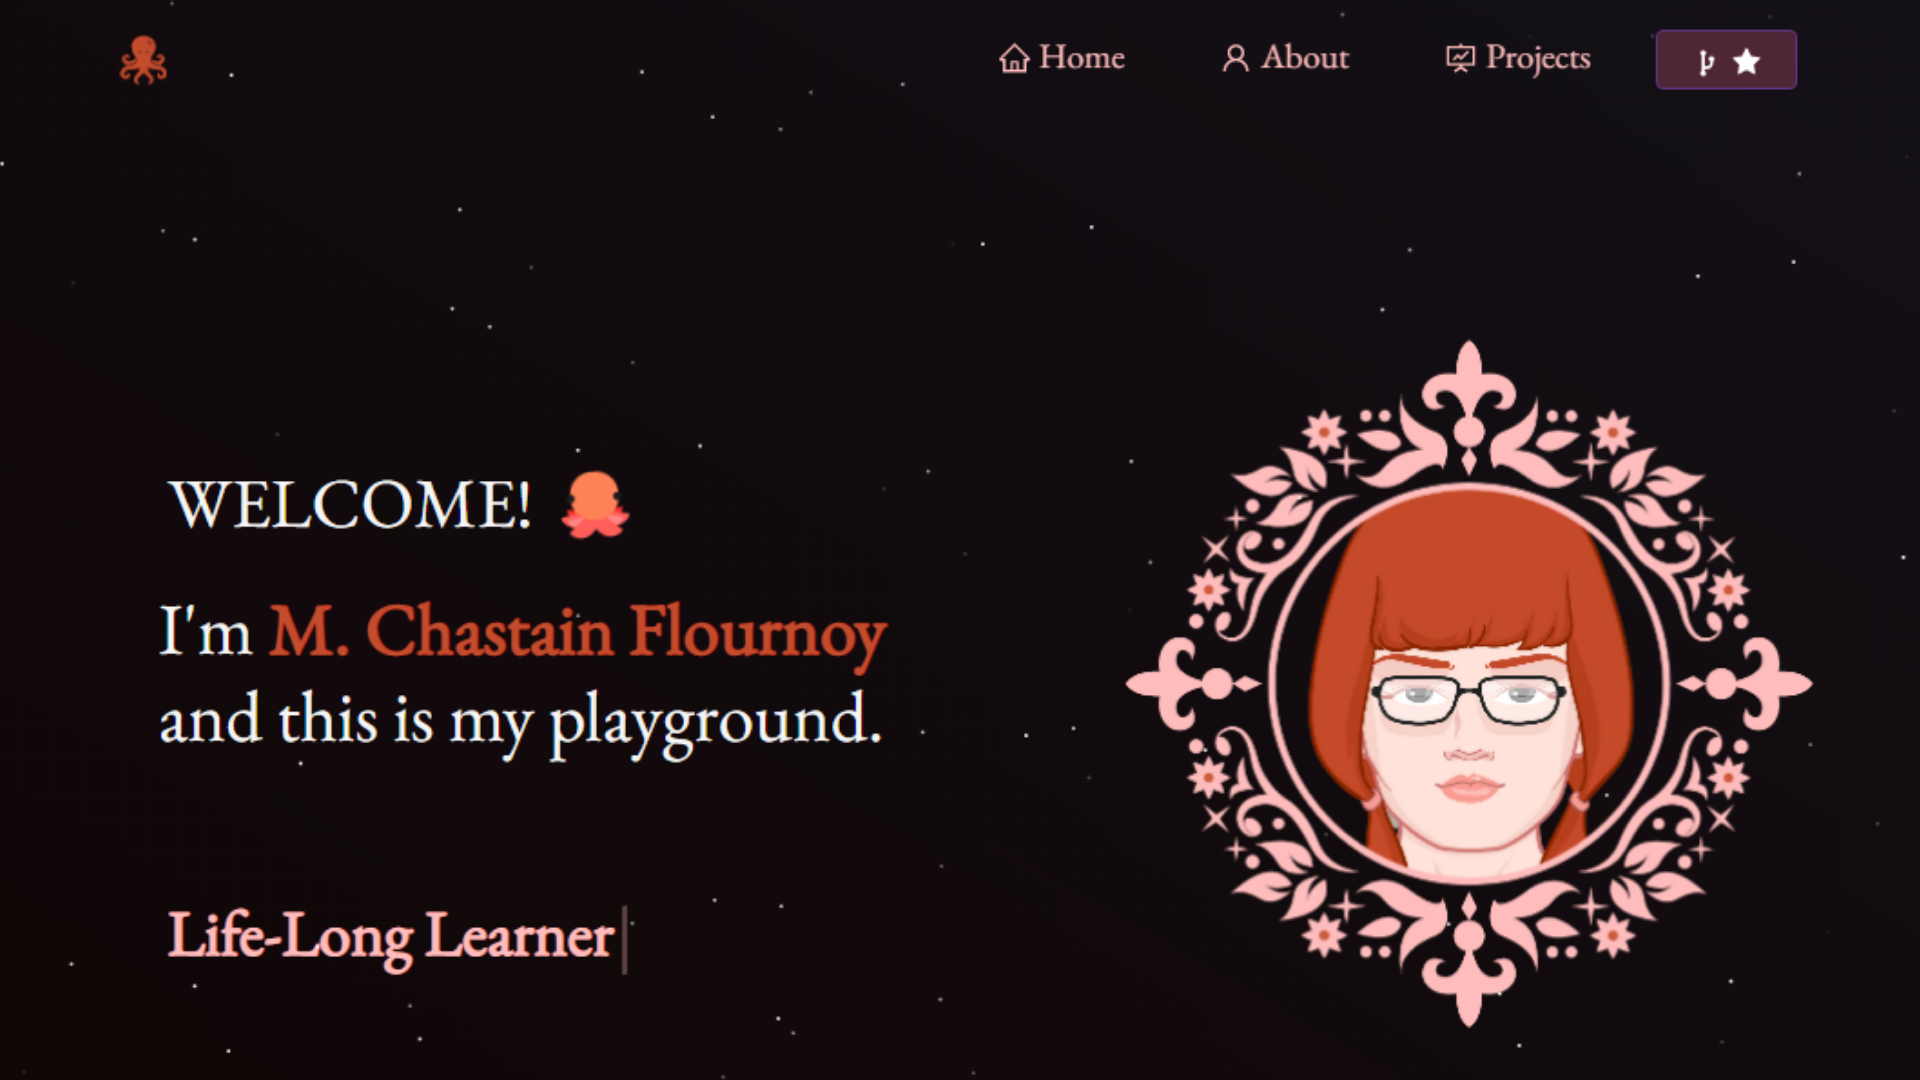 Home
About
Projects
WELCOME!
I'm M. Chastain Flournoy
and this is my playground.
Life-Long Learner